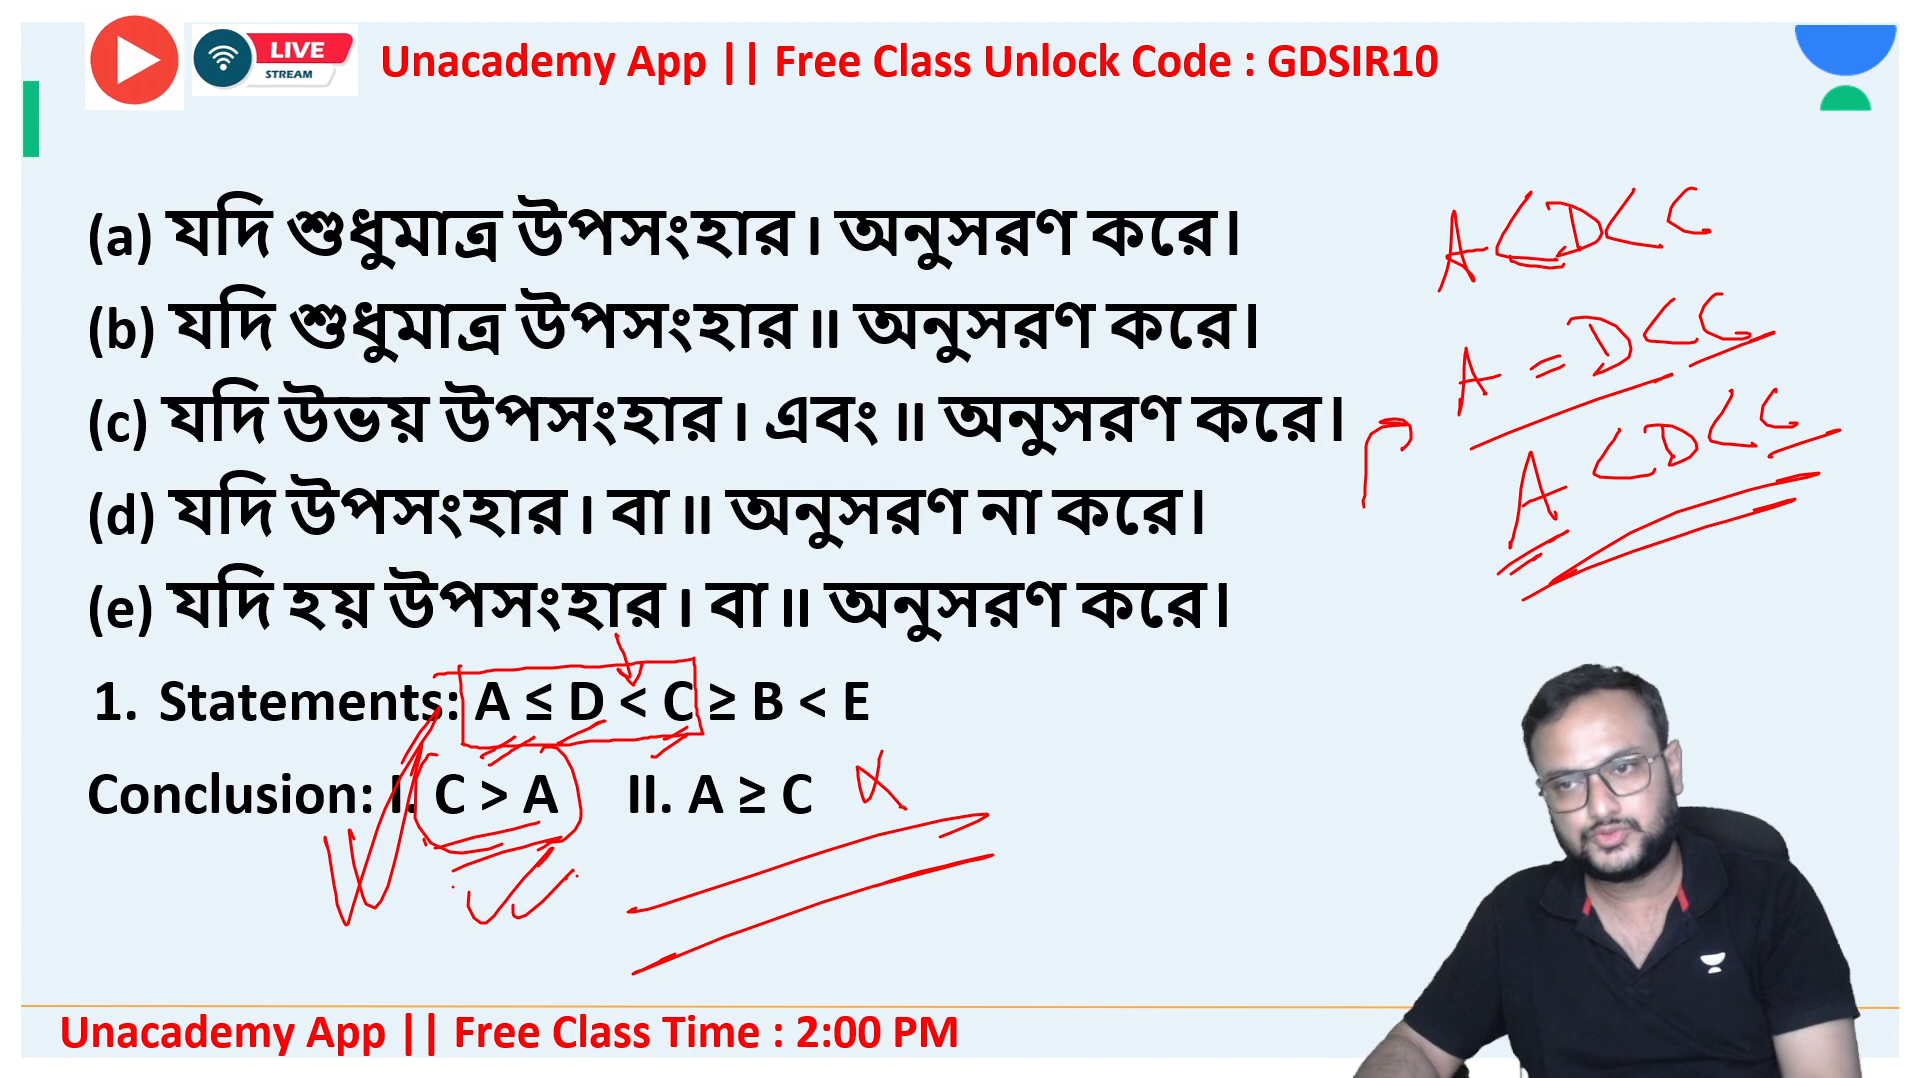 LIVE
STREAM
Unacademy App || Free Class Unlock Code : GDSIR10
(a) যদি শুধুমাত্র উপসংহার I অনুসরণ করে।
(b) যদি শুধুমাত্র উপসংহার II অনুসরণ করে।
(c) যদি উভয় উপসংহার I এবং II অনুসরণ করে।
(d) যদি উপসংহার I বা II অনুসরণ না করে।
(e) যদি হয় উপসংহার I বা II অনুসরণ করে।
1. Statements: A ≤ D < C ≥ B < E
Conclusion: I. C > A II. A ≥ C
A < D < C
A = D < C
A < D < C
Unacademy App || Free Class Time : 2:00 PM